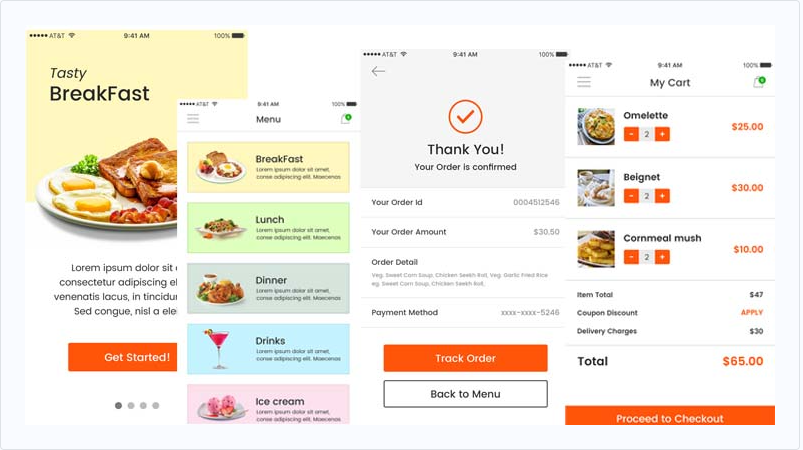 AT&T 9:41 AM 100%
Tasty
BreakFast
Lorem ipsum dolor sit
consectetur adipiscing
venenatis lacus, in tincidun
Sed congue, nisl a
Get Started!
AT&T 9:41 AM 100%
Menu
BreakFast
Lorem ipsum dolor sit amet,
conse adipiscing elit. Maecenas
Lunch
Lorem ipsum dolor sit amet,
conse adipiscing elit. Maecenas
Dinner
Lorem ipsum dolor sit amet,
conse adipiscing elit. Maecenas
Drinks
Lorem ipsum dolor sit amet,
conse adipiscing elit. Maecenas
Ice cream
Lorem ipsum dolor sit amet,
conse adipiscing elit. Maecenas
AT&T 9:41 AM 100%
Thank You!
Your Order is confirmed
Your Order Id 0004512546
Your Order Amount $30.50
Order Detail
Veg. Sweet Corn Soup, Chicken Seekh Roll, Veg. Garlic Fried Rice
eg. Sweet Corn Soup, Chicken Seekh Roll,
Payment Method xxxx-xxxx-5246
Track Order
Back to Menu
AT&T 9:41 AM 100%
My Cart
Omelette
- 2 +
$25.00
Beignet
- 2 +
$30.00
Cornmeal mush
- 2 +
$10.00
Item Total $47
Coupon Discount APPLY
Delivery Charges $30
Total $65.00
Proceed to Checkout